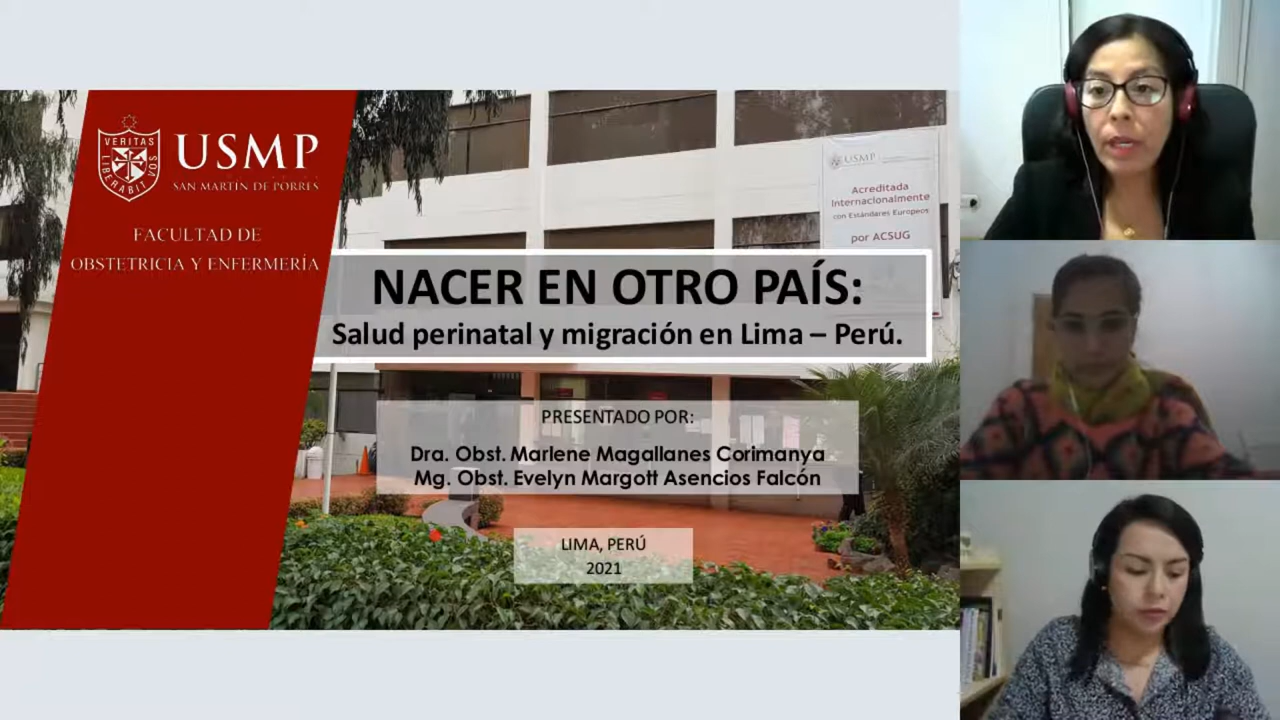 VERITAS
LIBERABIT VOS
USMP
SAN MARTÍN DE PORRES
FACULTAD DE
OBSTETRICIA Y ENFERMERÍA
USMP
Acreditada
Internacionalmente
con Estándares Europeos
por ACSUG
NACER EN OTRO PAÍS:
Salud perinatal y migración en Lima – Perú.
PRESENTADO POR:
Dra. Obst. Marlene Magallanes Corimanya
Mg. Obst. Evelyn Margott Asencios Falcón
LIMA, PERÚ
2021